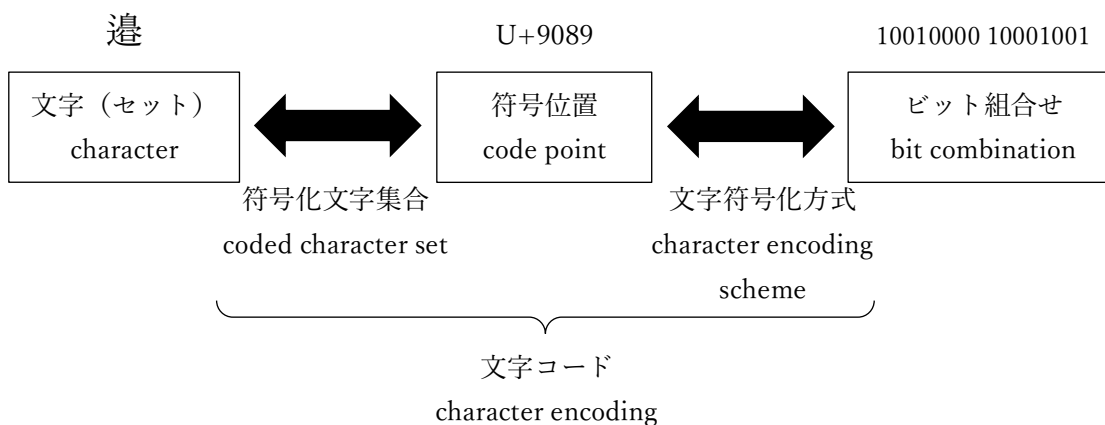 邉
U+9089
10010000 10001001
文字（セット）
character
符号位置
code point
ビット組合せ
bit combination
符号化文字集合
coded character set
文字符号化方式
character encoding
scheme
文字コード
character encoding